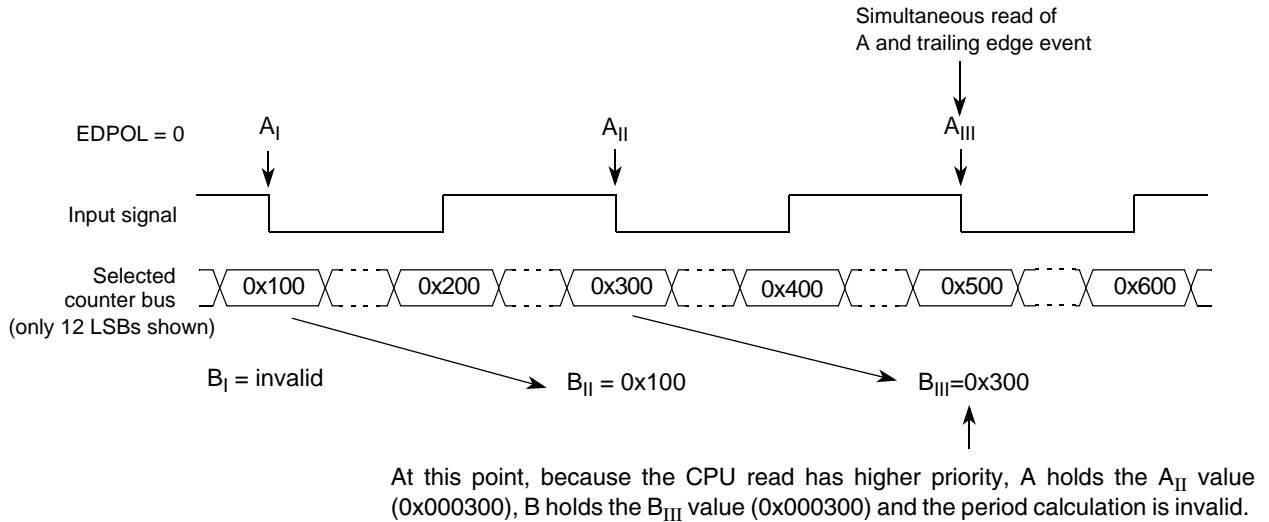 Simultaneous read of
A and trailing edge event
EDPOL = 0
A_I
A_II
A_III
Input signal
Selected
counter bus
(only 12 LSBs shown)
0x100
0x200
0x300
0x400
0x500
0x600
B_I = invalid
B_II = 0x100
B_III=0x300
At this point, because the CPU read has higher priority, A holds the A_II value
(0x000300), B holds the B_III value (0x000300) and the period calculation is invalid.